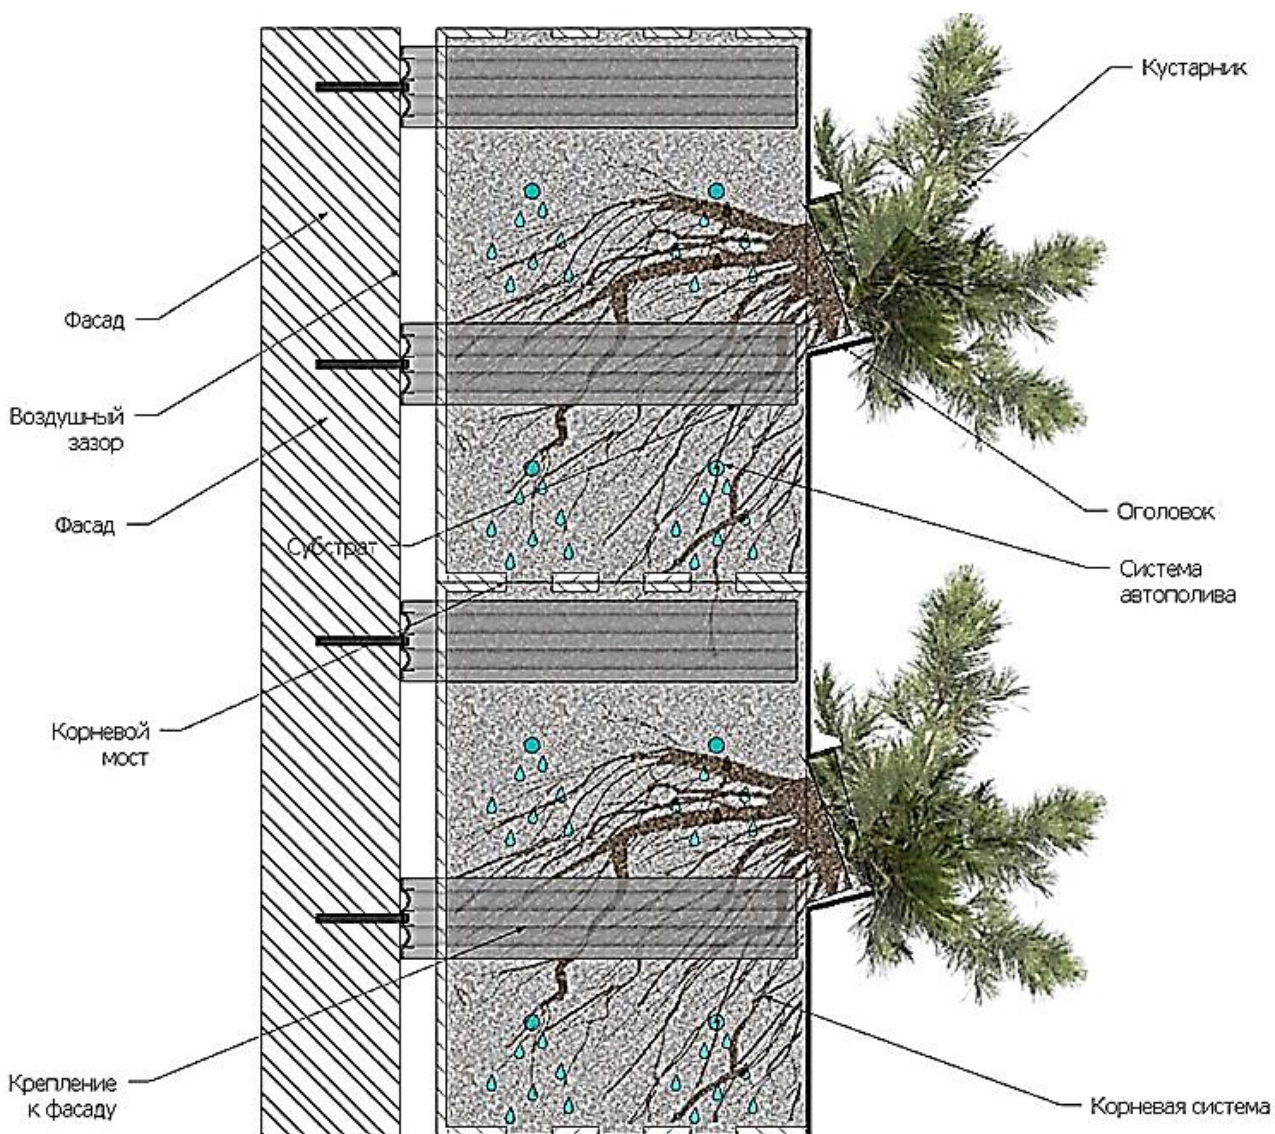 Кустарник
Фасад
Воздушный
зазор
Фасад
Субстрат
Оголовок
Система
автополива
Корневой
мост
Крепление
к фасаду
Корневая система